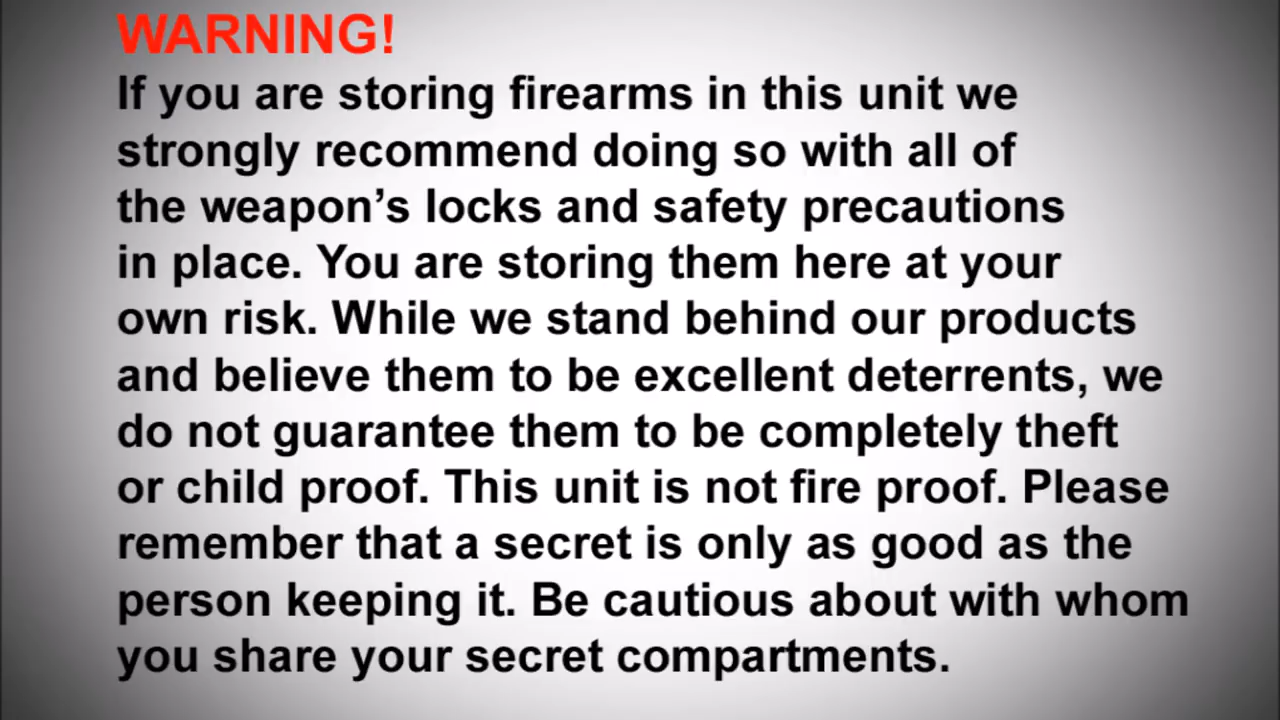 WARNING!
If you are storing firearms in this unit we
strongly recommend doing so with all of
the weapon’s locks and safety precautions
in place. You are storing them here at your
own risk. While we stand behind our products
and believe them to be excellent deterrents, we
do not guarantee them to be completely theft
or child proof. This unit is not fire proof. Please
remember that a secret is only as good as the
person keeping it. Be cautious about with whom
you share your secret compartments.